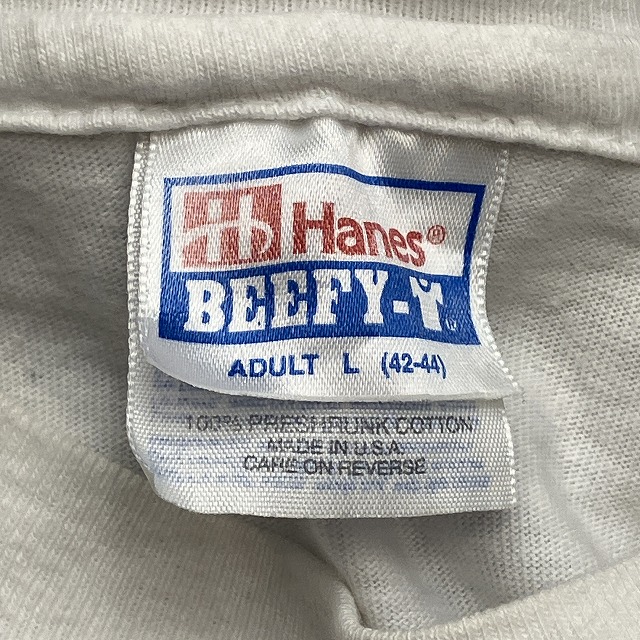 Hanes®
BEEFY-T
ADULT L (42-44)
100% PRESHRUNK COTTON
MADE IN U.S.A.
CARE ON REVERSE